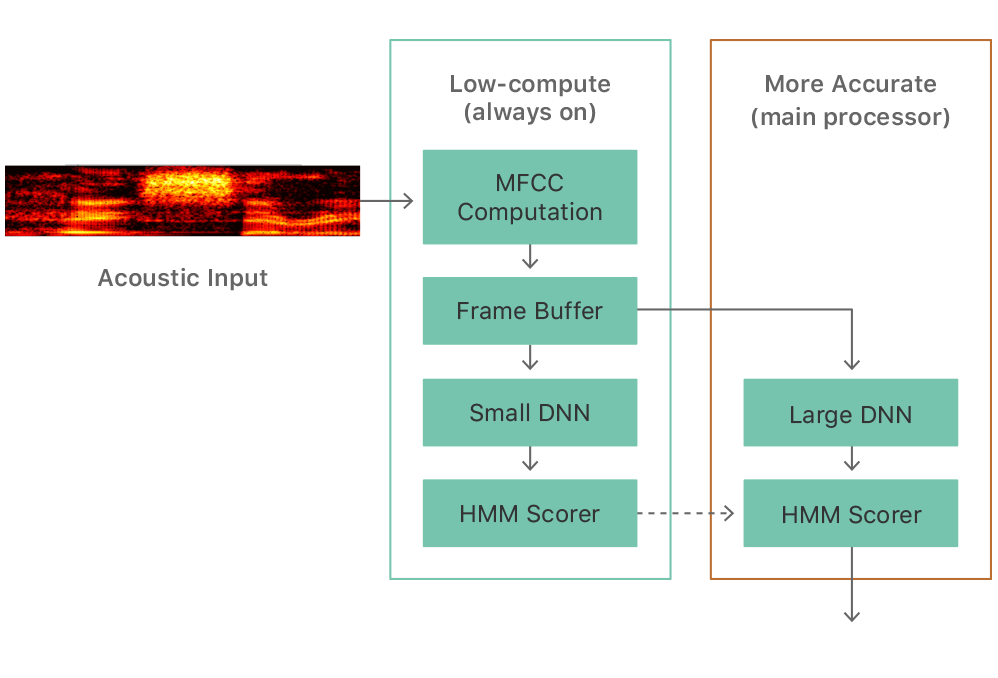 Low-compute
(always on)
More Accurate
(main processor)
MFCC
Computation
Acoustic Input
Frame Buffer
Small DNN
Large DNN
HMM Scorer
HMM Scorer